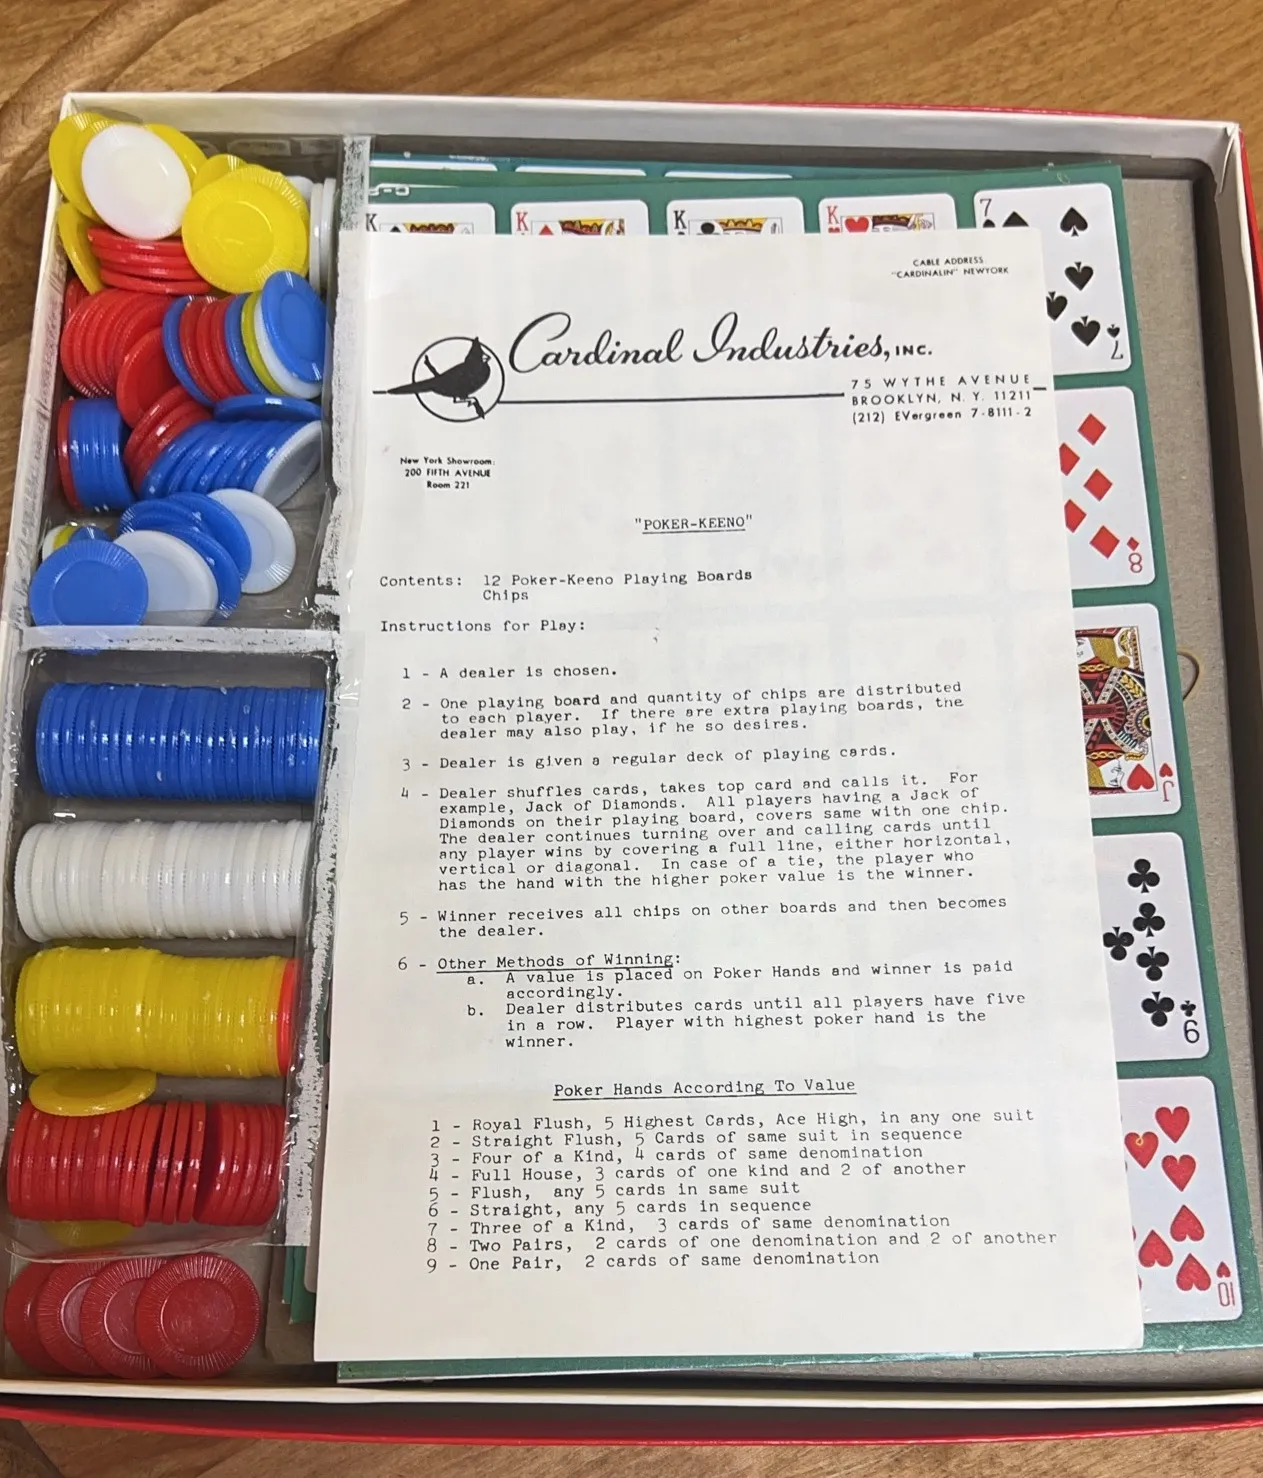 K K K K 7
7
CABLE ADDRESS
"CARDINALIN" NEWYORK
Cardinal Industries, INC.
75 WYTHE AVENUE
BROOKLYN, N. Y. 11211
(212) EVergreen 7-8111-2
New York Showroom:
200 FIFTH AVENUE
Room 221
"POKER-KEENO"
8
Contents: 12 Poker-Keeno Playing Boards
Chips
Instructions for Play:
1 - A dealer is chosen.
2 - One playing board and quantity of chips are distributed
to each player. If there are extra playing boards, the
dealer may also play, if he so desires.
3 - Dealer is given a regular deck of playing cards.
J
4 - Dealer shuffles cards, takes top card and calls it. For
example, Jack of Diamonds. All players having a Jack of
Diamonds on their playing board, covers same with one chip.
The dealer continues turning over and calling cards until
any player wins by covering a full line, either horizontal,
vertical or diagonal. In case of a tie, the player who
has the hand with the higher poker value is the winner.
5 - Winner receives all chips on other boards and then becomes
the dealer.
6 - Other Methods of Winning:
a. A value is placed on Poker Hands and winner is paid
accordingly.
b. Dealer distributes cards until all players have five
in a row. Player with highest poker hand is the
winner.
9
Poker Hands According To Value
1 - Royal Flush, 5 Highest Cards, Ace High, in any one suit
2 - Straight Flush, 5 Cards of same suit in sequence
3 - Four of a Kind, 4 cards of same denomination
4 - Full House, 3 cards of one kind and 2 of another
5 - Flush, any 5 cards in same suit
6 - Straight, any 5 cards in sequence
7 - Three of a Kind, 3 cards of same denomination
8 - Two Pairs, 2 cards of one denomination and 2 of another
9 - One Pair, 2 cards of same denomination
10